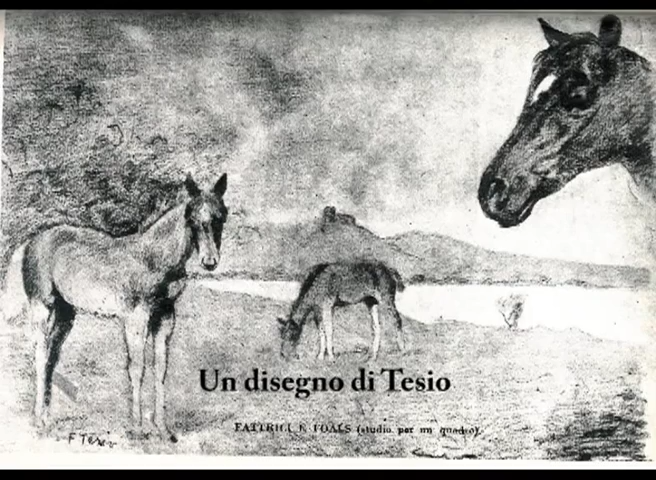 Un disegno di Tesio
FATTRICI E FOALS (studio per un quadro)
F Tesio